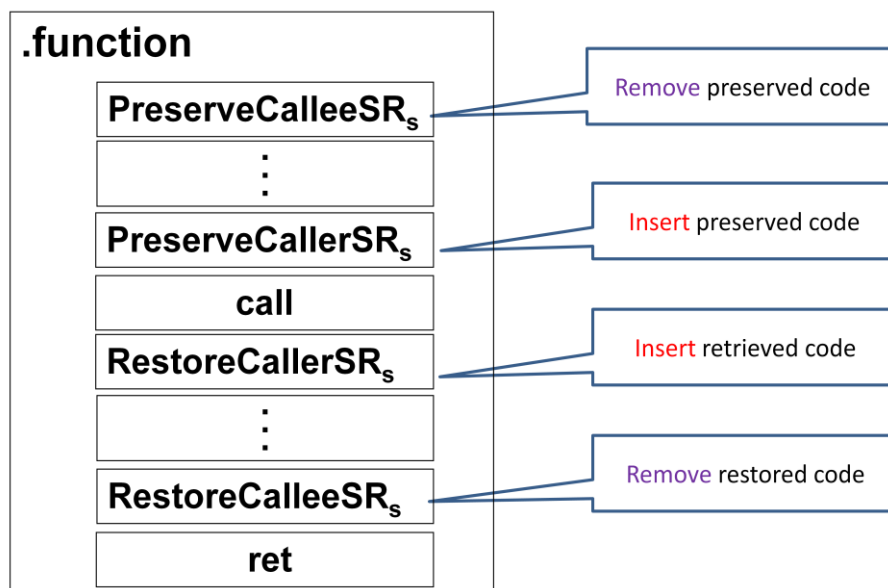 .function
PreserveCalleeSRs
Remove preserved code
⋮
PreserveCallerSRs
Insert preserved code
call
RestoreCallerSRs
Insert retrieved code
⋮
RestoreCalleeSRs
Remove restored code
ret